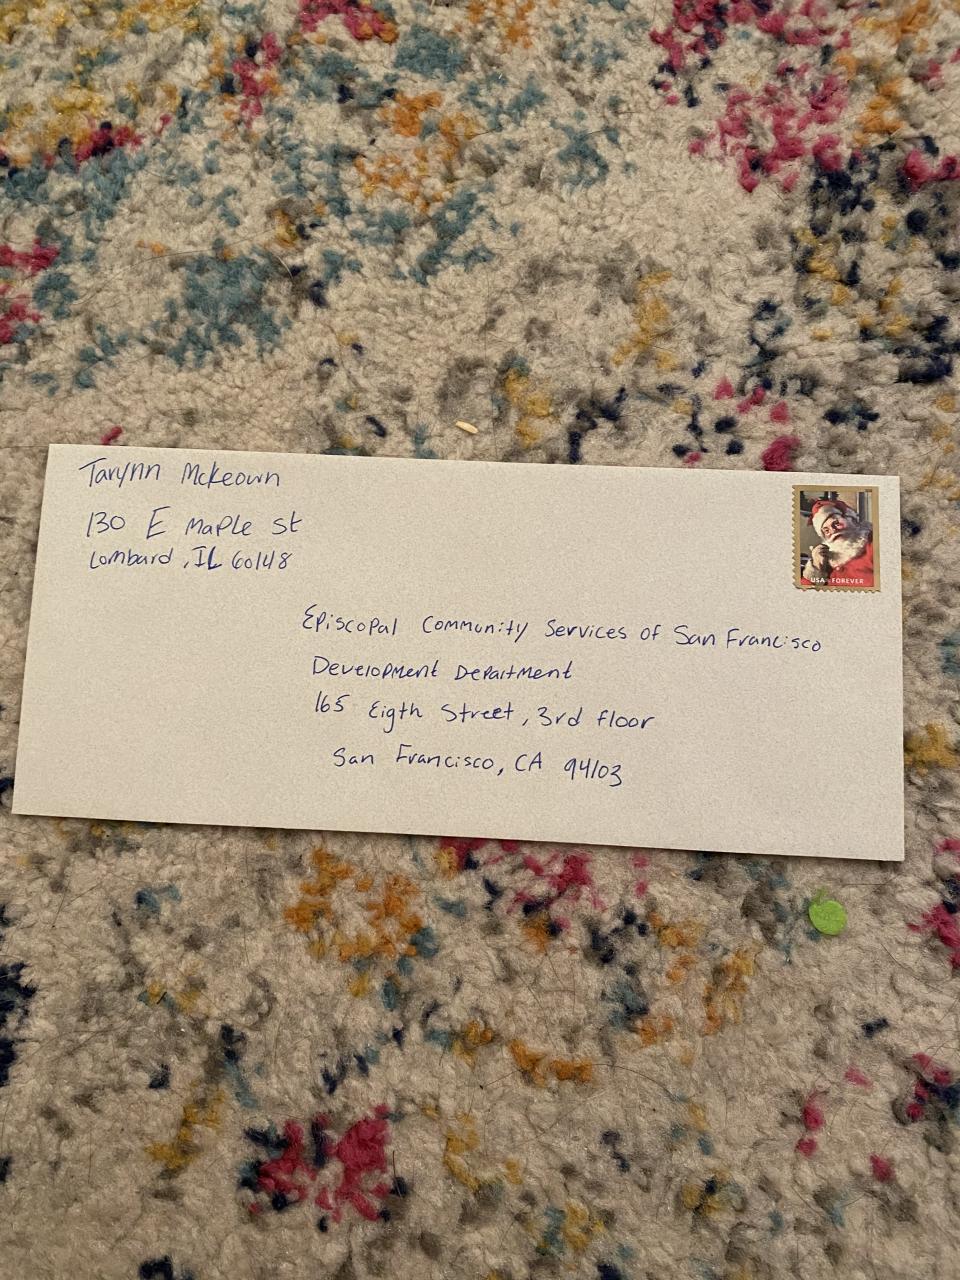 Tarynn McKeown
130 E Maple St
Lombard, IL 60148
USA FOREVER
Episcopal Community Services of San Francisco
Development Department
165 Eigth Street, 3rd floor
San Francisco, CA 94103